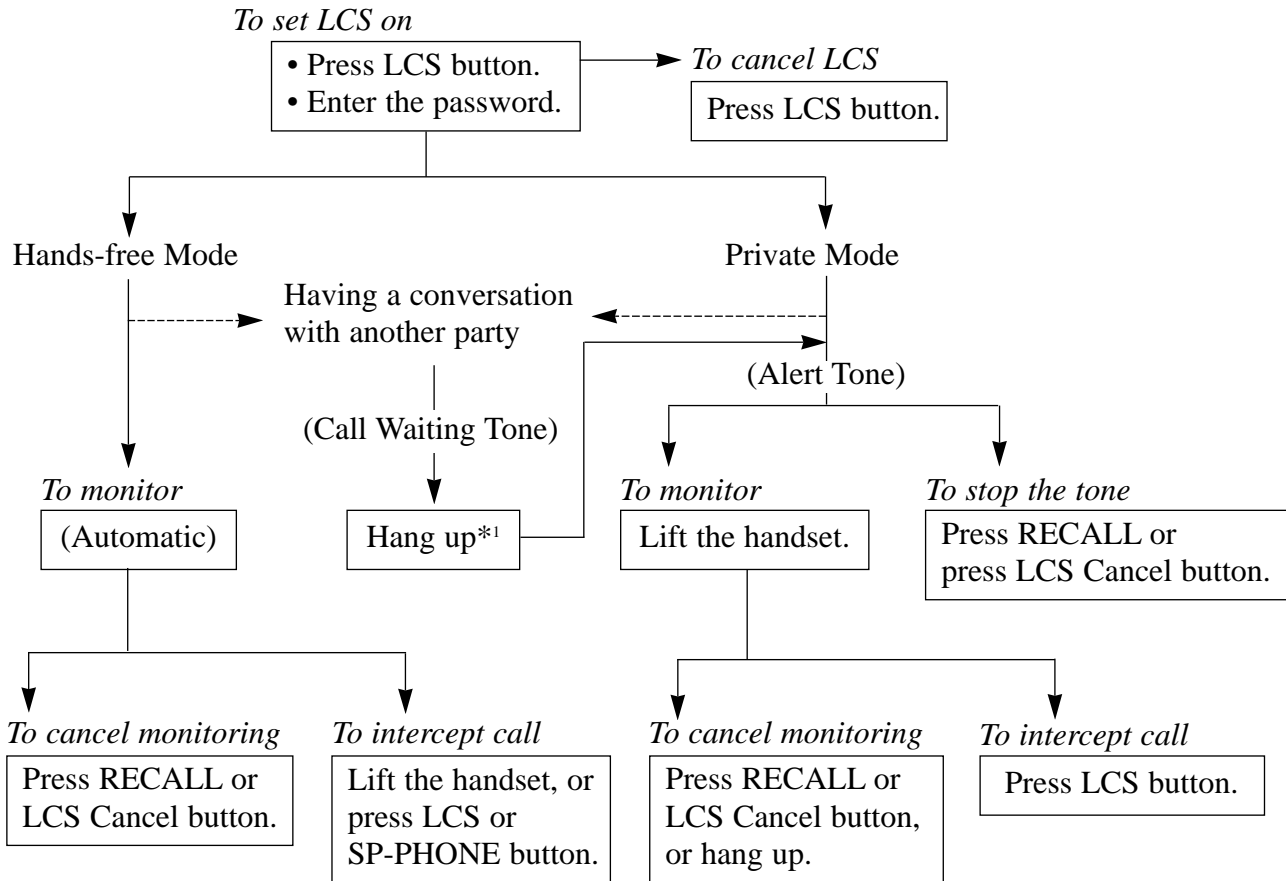 To set LCS on
• Press LCS button.
• Enter the password.
To cancel LCS
Press LCS button.
Hands-free Mode
Private Mode
Having a conversation
with another party
(Alert Tone)
(Call Waiting Tone)
To monitor
(Automatic)
Hang up*1
To monitor
Lift the handset.
To stop the tone
Press RECALL or
press LCS Cancel button.
To cancel monitoring
Press RECALL or
LCS Cancel button.
To intercept call
Lift the handset, or
press LCS or
SP-PHONE button.
To cancel monitoring
Press RECALL or
LCS Cancel button,
or hang up.
To intercept call
Press LCS button.